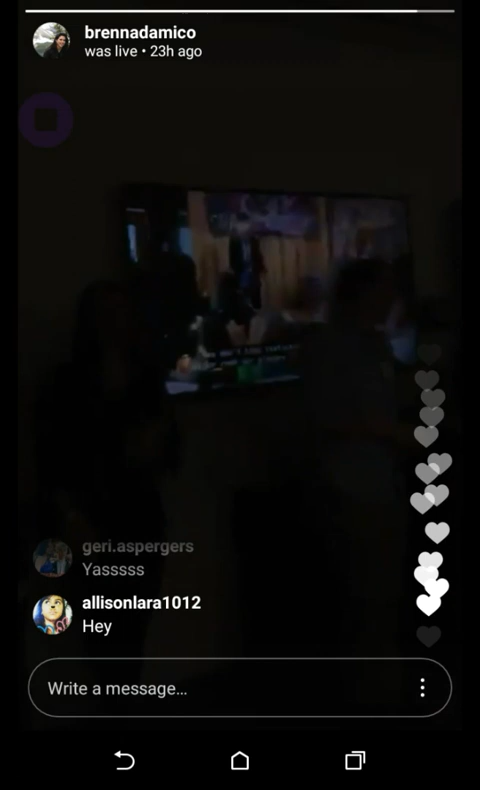 brennadamico
was live • 23h ago
geri.aspergers
Yasssss
allisonlara1012
Hey
Write a message...